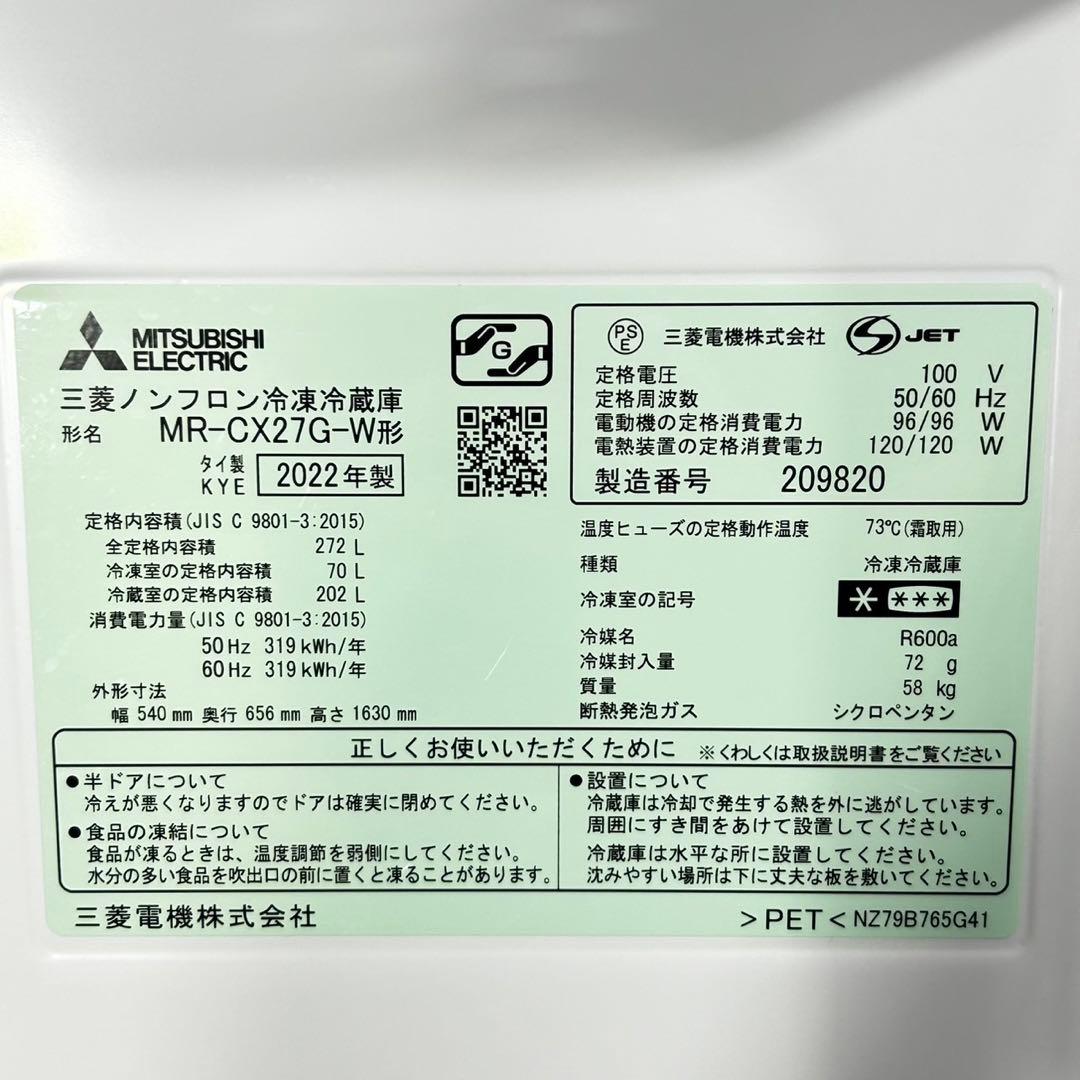 MITSUBISHI
ELECTRIC
三菱ノンフロン冷凍冷蔵庫
形名 MR-CX27G-W形
タイ製
KYE 2022年製
G
定格内容積(JIS C 9801-3:2015)
全定格内容積 272 L
冷凍室の定格内容積 70 L
冷蔵室の定格内容積 202 L
消費電力量(JIS C 9801-3:2015)
50Hz 319kWh/年
60Hz 319kWh/年
外形寸法
幅 540mm 奥行 656mm 高さ 1630mm
PSE 三菱電機株式会社 JET
定格電圧 100 V
定格周波数 50/60 Hz
電動機の定格消費電力 96/96 W
電熱装置の定格消費電力 120/120 W
製造番号 209820
温度ヒューズの定格動作温度 73℃(霜取用)
種類 冷凍冷蔵庫
冷凍室の記号 * ***
冷媒名 R600a
冷媒封入量 72 g
質量 58 kg
断熱発泡ガス シクロペンタン
正しくお使いいただくために ※くわしくは取扱説明書をご覧ください
●半ドアについて
冷えが悪くなりますのでドアは確実に閉めてください。
●食品の凍結について
食品が凍るときは、温度調節を弱側にしてください。
水分の多い食品を吹出口の前に置くと凍ることがあります。
●設置について
冷蔵庫は冷却で発生する熱を外に逃がしています。
周囲にすき間をあけて設置してください。
冷蔵庫は水平な所に設置してください。
沈みやすい場所は下に丈夫な板を敷いてください。
三菱電機株式会社
>PET< NZ79B765G41